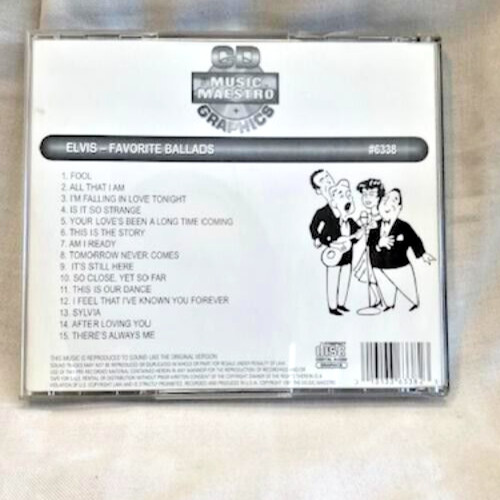 CD
MUSIC
MAESTRO
+
GRAPHICS
ELVIS – FAVORITE BALLADS #6338
1. FOOL
2. ALL THAT I AM
3. I'M FALLING IN LOVE TONIGHT
4. IS IT SO STRANGE
5. YOUR LOVE'S BEEN A LONG TIME COMING
6. THIS IS THE STORY
7. AM I READY
8. TOMORROW NEVER COMES
9. IT'S STILL HERE
10. SO CLOSE, YET SO FAR
11. THIS IS OUR DANCE
12. I FEEL THAT I'VE KNOWN YOU FOREVER
13. SYLVIA
14. AFTER LOVING YOU
15. THERE'S ALWAYS ME
THIS MUSIC IS REPRODUCED TO SOUND LIKE THE ORIGINAL VERSION
GRAPHICS